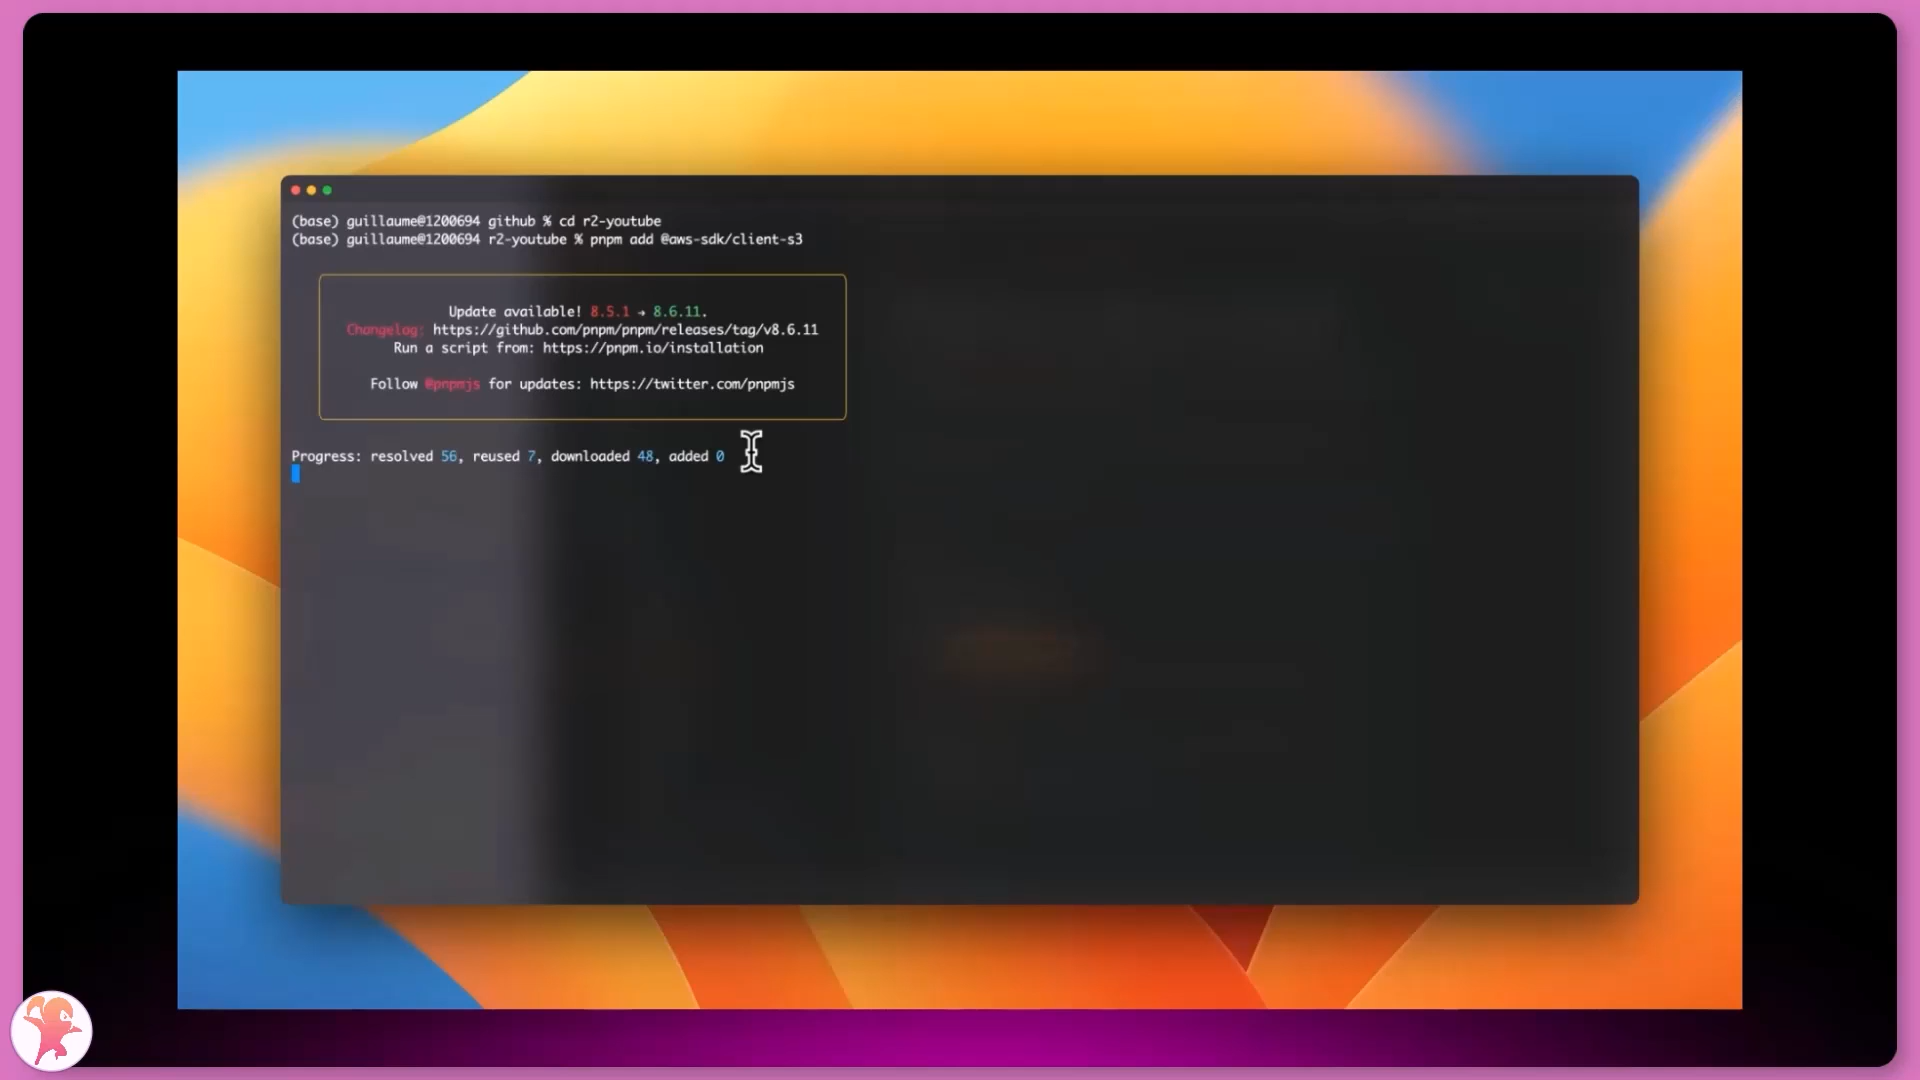 (base) guillaume@1200694 github % cd r2-youtube
(base) guillaume@1200694 r2-youtube % pnpm add @aws-sdk/client-s3
Update available! 8.5.1 → 8.6.11.
Changelog: https://github.com/pnpm/pnpm/releases/tag/v8.6.11
Run a script from: https://pnpm.io/installation
Follow @pnpmjs for updates: https://twitter.com/pnpmjs
Progress: resolved 56, reused 7, downloaded 48, added 0